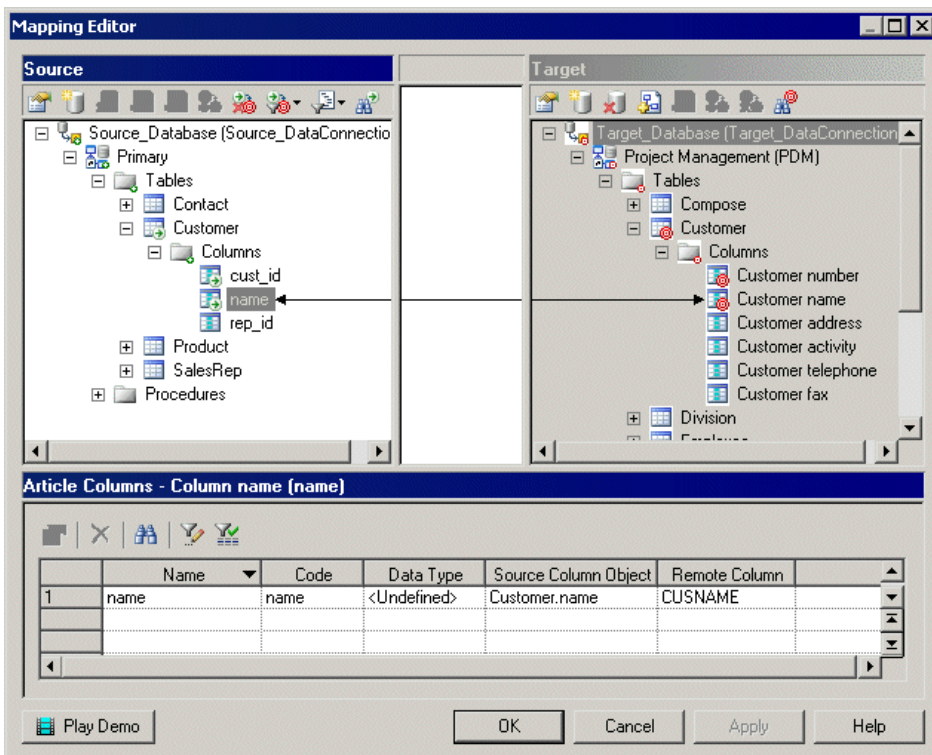 Mapping Editor
Source
Source_Database (Source_DataConnectio
Primary
Tables
Contact
Customer
Columns
cust_id
name
rep_id
Product
SalesRep
Procedures
Target
Target_Database (Target_DataConnection
Project Management (PDM)
Tables
Compose
Customer
Columns
Customer number
Customer name
Customer address
Customer activity
Customer telephone
Customer fax
Division
Employee
Article Columns - Column name (name)
Name Code Data Type Source Column Object Remote Column
1 name name <Undefined> Customer.name CUSNAME
Play Demo OK Cancel Apply Help